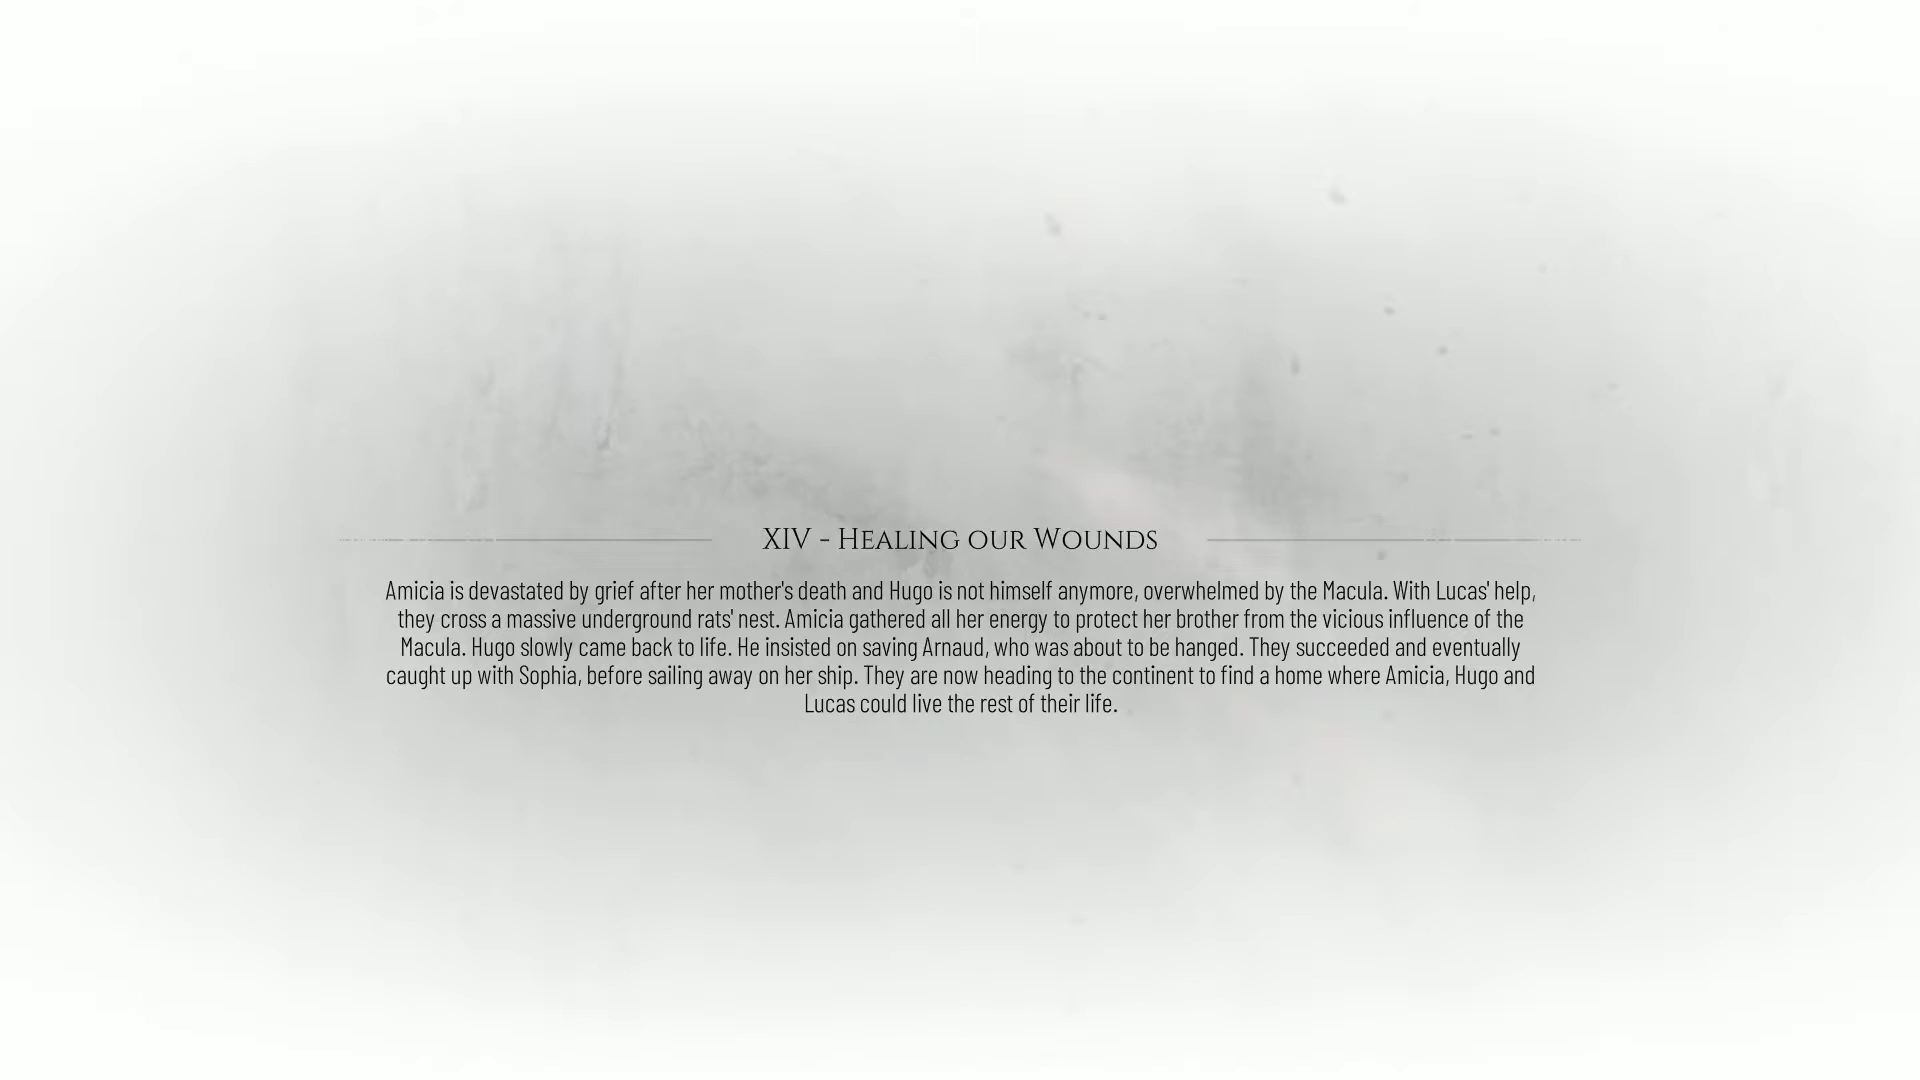 XIV - Healing our Wounds
Amicia is devastated by grief after her mother's death and Hugo is not himself anymore, overwhelmed by the Macula. With Lucas' help,
they cross a massive underground rats' nest. Amicia gathered all her energy to protect her brother from the vicious influence of the
Macula. Hugo slowly came back to life. He insisted on saving Arnaud, who was about to be hanged. They succeeded and eventually
caught up with Sophia, before sailing away on her ship. They are now heading to the continent to find a home where Amicia, Hugo and
Lucas could live the rest of their life.